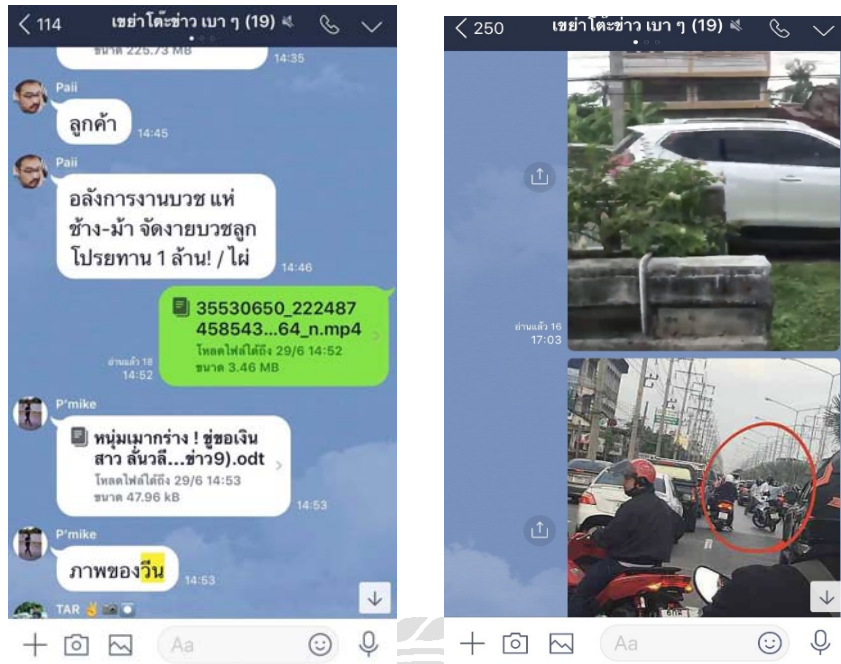 114
เขย่าโต๊ะข่าว เบา ๆ (19)
ขนาด 225.73 MB
14:35
Paii
ลูกค้า
14:45
Paii
อลังการงานบวช แห่
ช้าง-ม้า จัดงายบวชลูก
โปรยทาน 1 ล้าน! / ไผ่
14:46
35530650_222487
458543...64_n.mp4
โหลดไฟล์ได้ถึง 29/6 14:52
ขนาด 3.46 MB
อ่านแล้ว 18
14:52
P'mike
หนุ่มเมากร่าง ! ขู่ขอเงิน
สาว ลั่นวลี...ข่าว9).odt
โหลดไฟล์ได้ถึง 29/6 14:53
ขนาด 47.96 kB
14:53
P'mike
ภาพของวีน
14:53
TAR
Aa
250
เขย่าโต๊ะข่าว เบา ๆ (19)
อ่านแล้ว 16
17:03
Aa